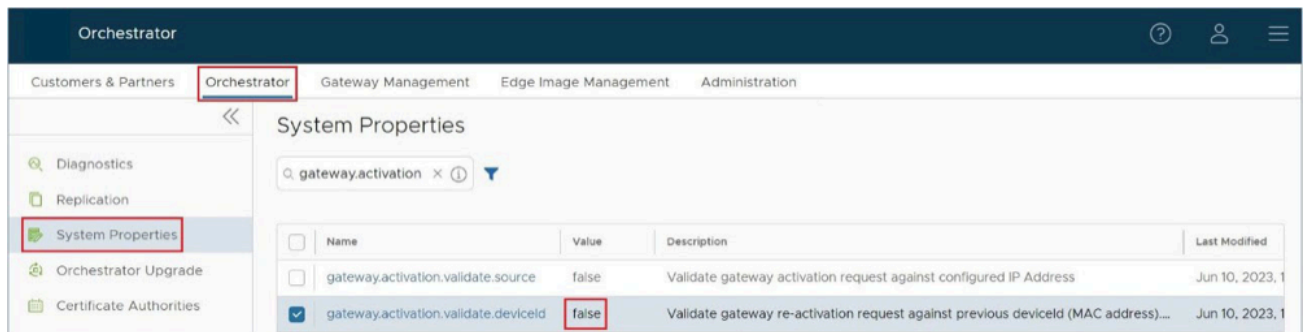 Orchestrator
Customers & Partners Orchestrator Gateway Management Edge Image Management Administration
System Properties
gateway.activation
Diagnostics
Replication
System Properties
Orchestrator Upgrade
Certificate Authorities
Name Value Description Last Modified
gateway.activation.validate.source false Validate gateway activation request against configured IP Address Jun 10, 2023, 1
gateway.activation.validate.deviceId false Validate gateway re-activation request against previous deviceId (MAC address).... Jun 10, 2023, 1